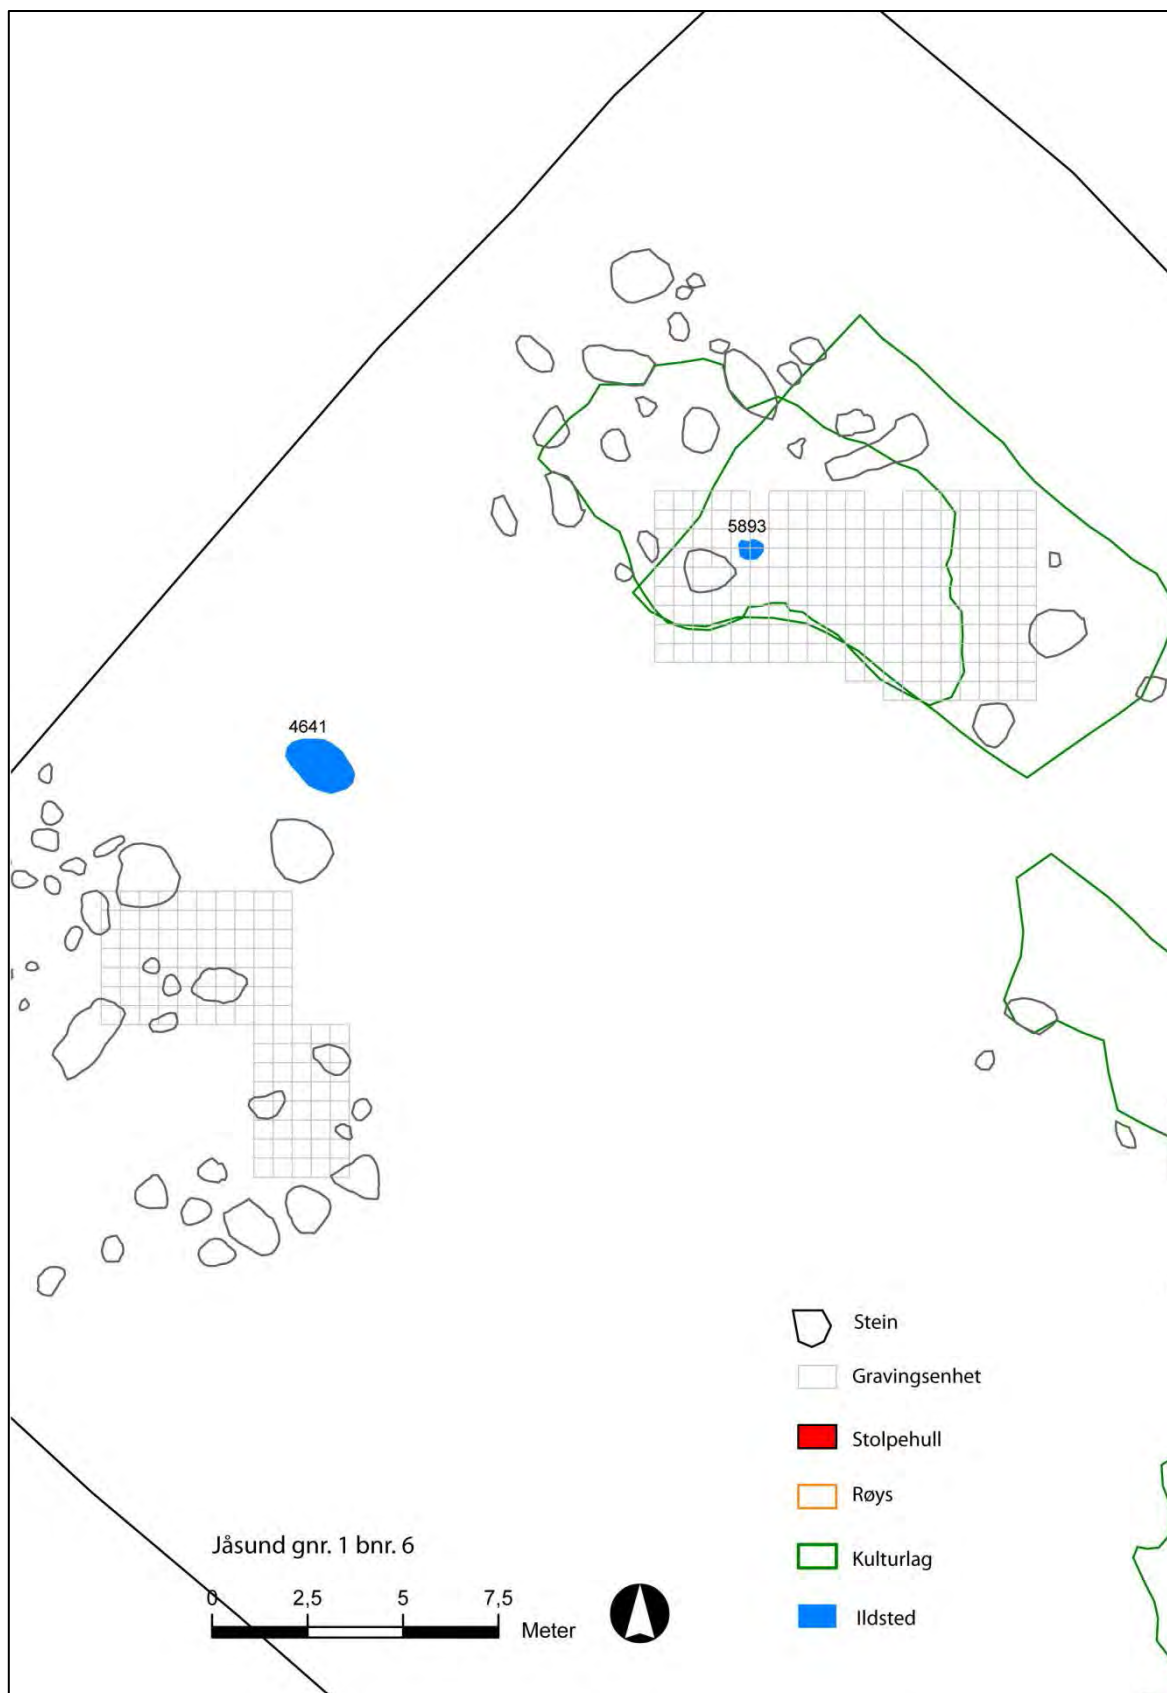 5893
4641
Stein
Gravingsenhet
Stolpehull
Røys
Kulturlag
Ildsted
Jåsund gnr. 1 bnr. 6
0 2,5 5 7,5
Meter